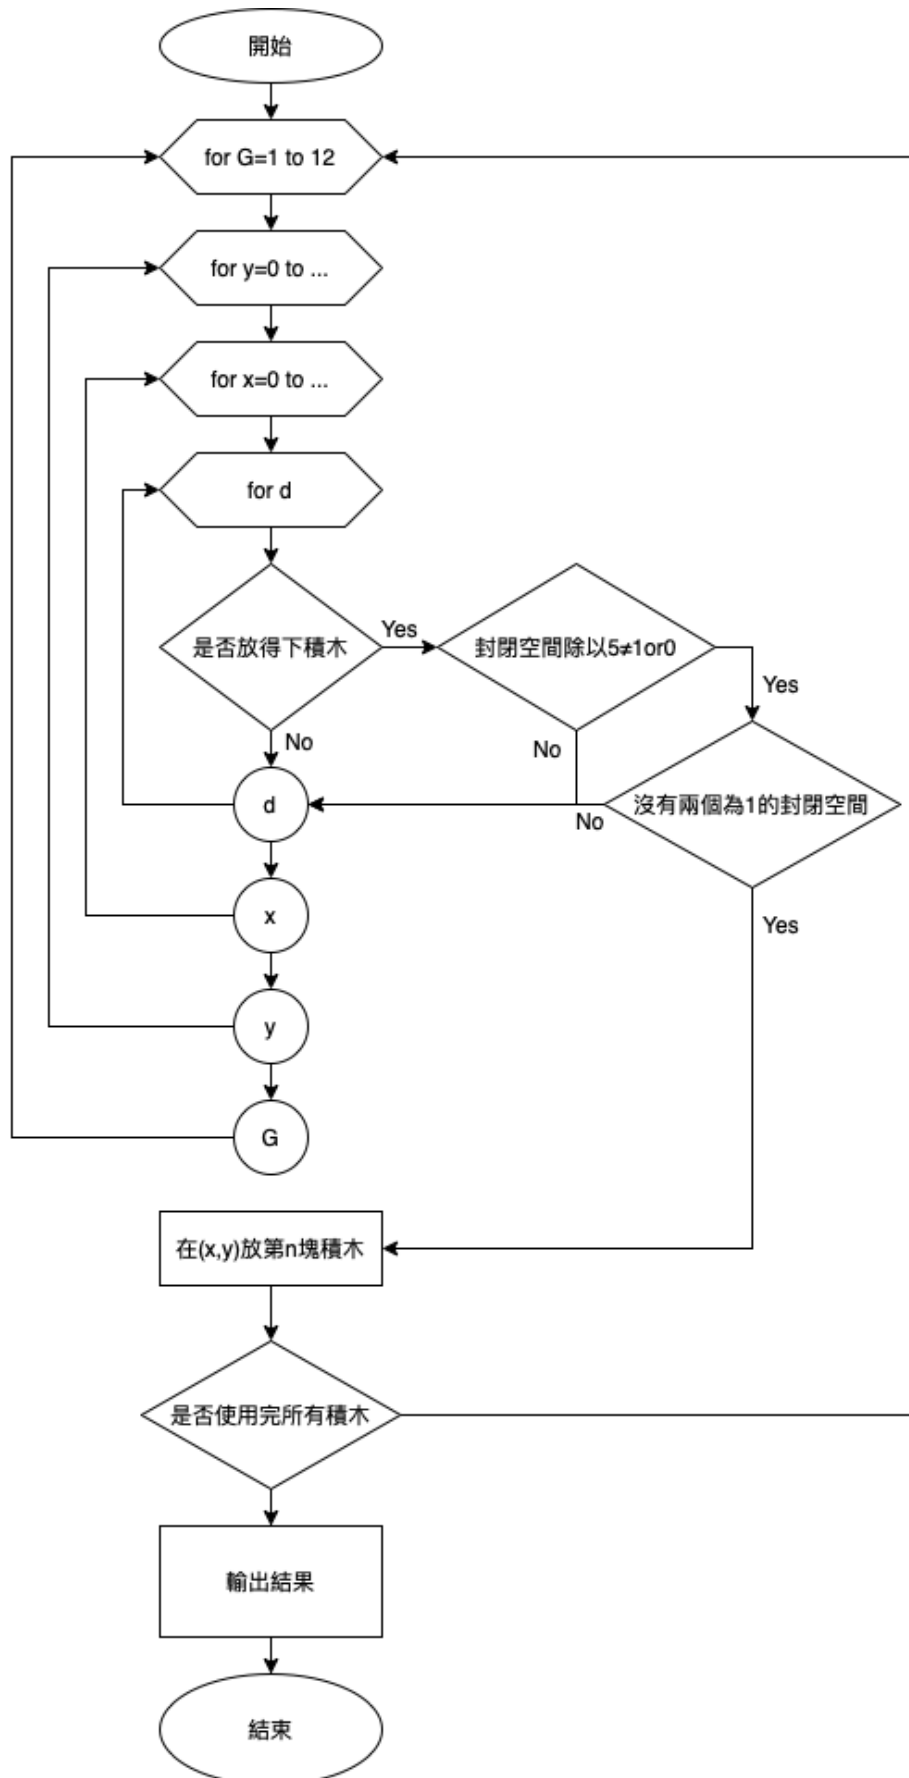 開始
for G=1 to 12
for y=0 to ...
for x=0 to ...
for d
是否放得下積木
Yes
封閉空間除以5≠1or0
Yes
No
No
d
沒有兩個為1的封閉空間
No
x
Yes
y
G
在(x,y)放第n塊積木
是否使用完所有積木
輸出結果
結束